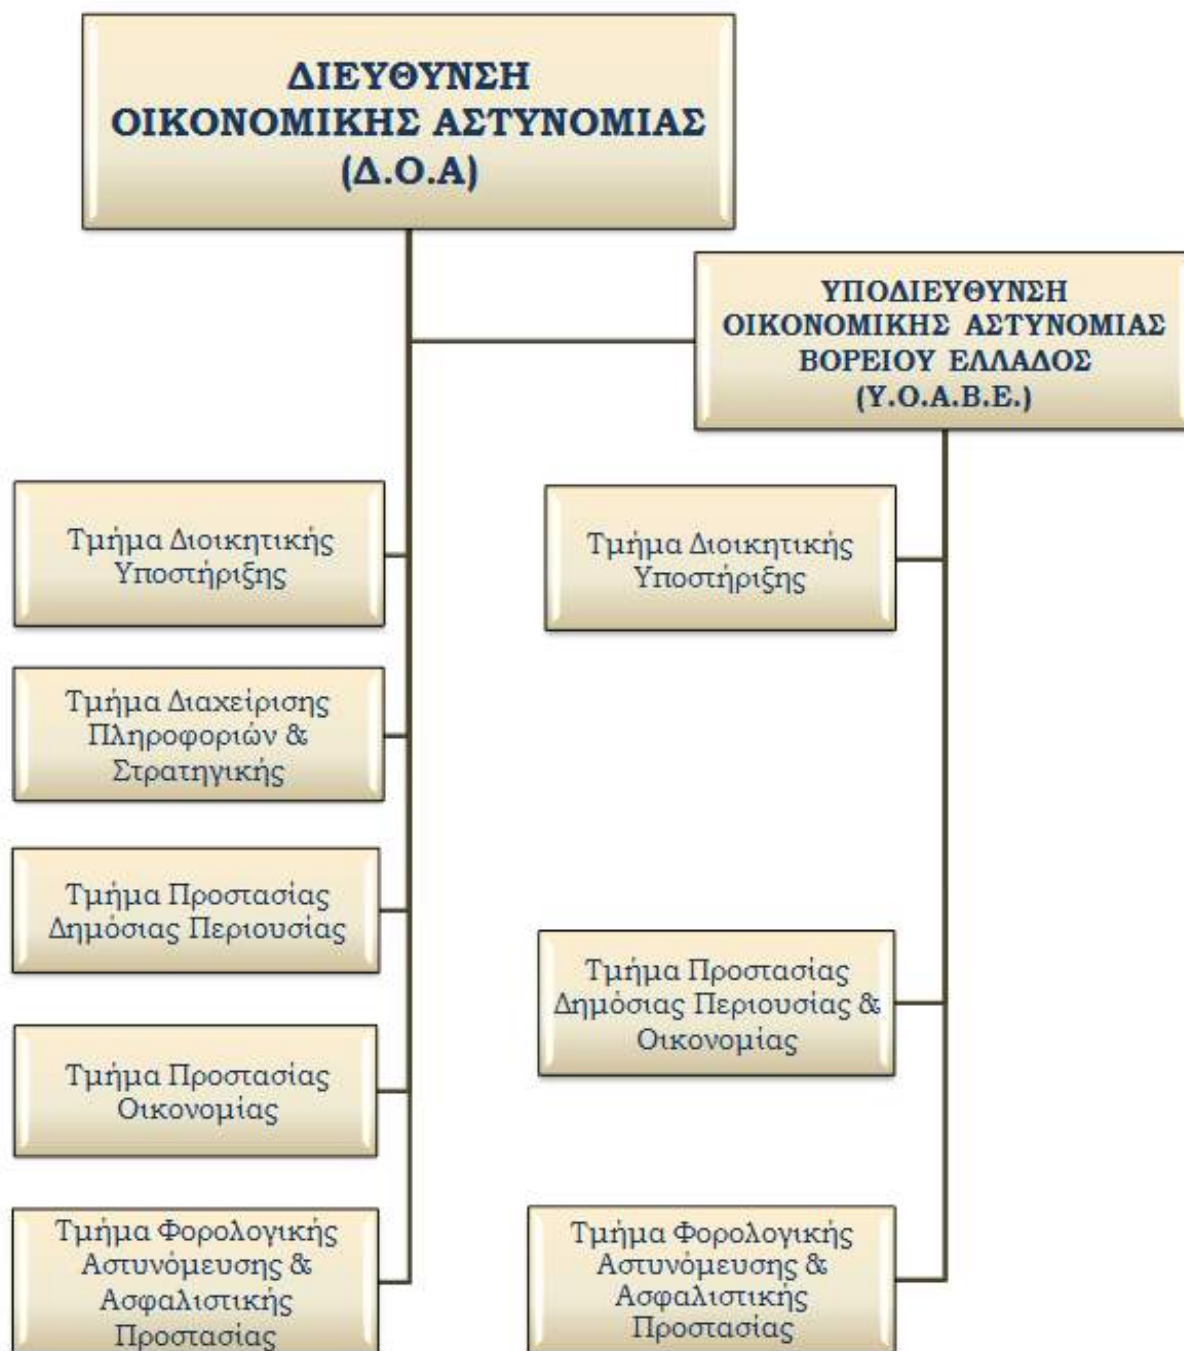 ΔΙΕΥΘΥΝΣΗ
ΟΙΚΟΝΟΜΙΚΗΣ ΑΣΤΥΝΟΜΙΑΣ
(Δ.Ο.Α)
ΥΠΟΔΙΕΥΘΥΝΣΗ
ΟΙΚΟΝΟΜΙΚΗΣ ΑΣΤΥΝΟΜΙΑΣ
ΒΟΡΕΙΟΥ ΕΛΛΑΔΟΣ
(Υ.Ο.Α.Β.Ε.)
Τμήμα Διοικητικής
Υποστήριξης
Τμήμα Διαχείρισης
Πληροφοριών &
Στρατηγικής
Τμήμα Προστασίας
Δημόσιας Περιουσίας
Τμήμα Προστασίας
Οικονομίας
Τμήμα Φορολογικής
Αστυνόμευσης &
Ασφαλιστικής
Προστασίας
Τμήμα Διοικητικής
Υποστήριξης
Τμήμα Προστασίας
Δημόσιας Περιουσίας &
Οικονομίας
Τμήμα Φορολογικής
Αστυνόμευσης &
Ασφαλιστικής
Προστασίας